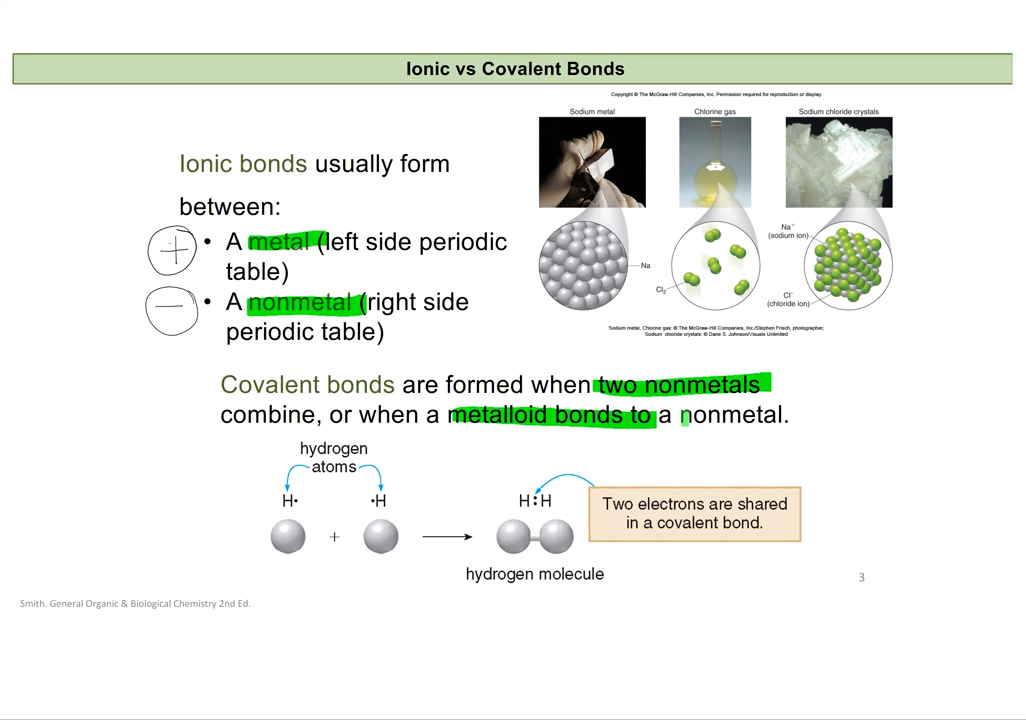 Ionic vs Covalent Bonds
Copyright © The McGraw-Hill Companies, Inc. Permission required for reproduction or display
Sodium metal
Chlorine gas
Sodium chloride crystals
Ionic bonds usually form
between:
+ • A metal (left side periodic
table)
− • A nonmetal (right side
periodic table)
Na
Cl2
Na+
(sodium ion)
Cl−
(chloride ion)
Sodium metal, Chlorine gas: © The McGraw-Hill Companies, Inc./Stephen Frisch, photographer;
Sodium chloride crystals: © Dane S. Johnson/Visuals Unlimited
Covalent bonds are formed when two nonmetals
combine, or when a metalloid bonds to a nonmetal.
hydrogen
atoms
H• •H H:H
+
Two electrons are shared
in a covalent bond.
hydrogen molecule
3
Smith. General Organic & Biological Chemistry 2nd Ed.